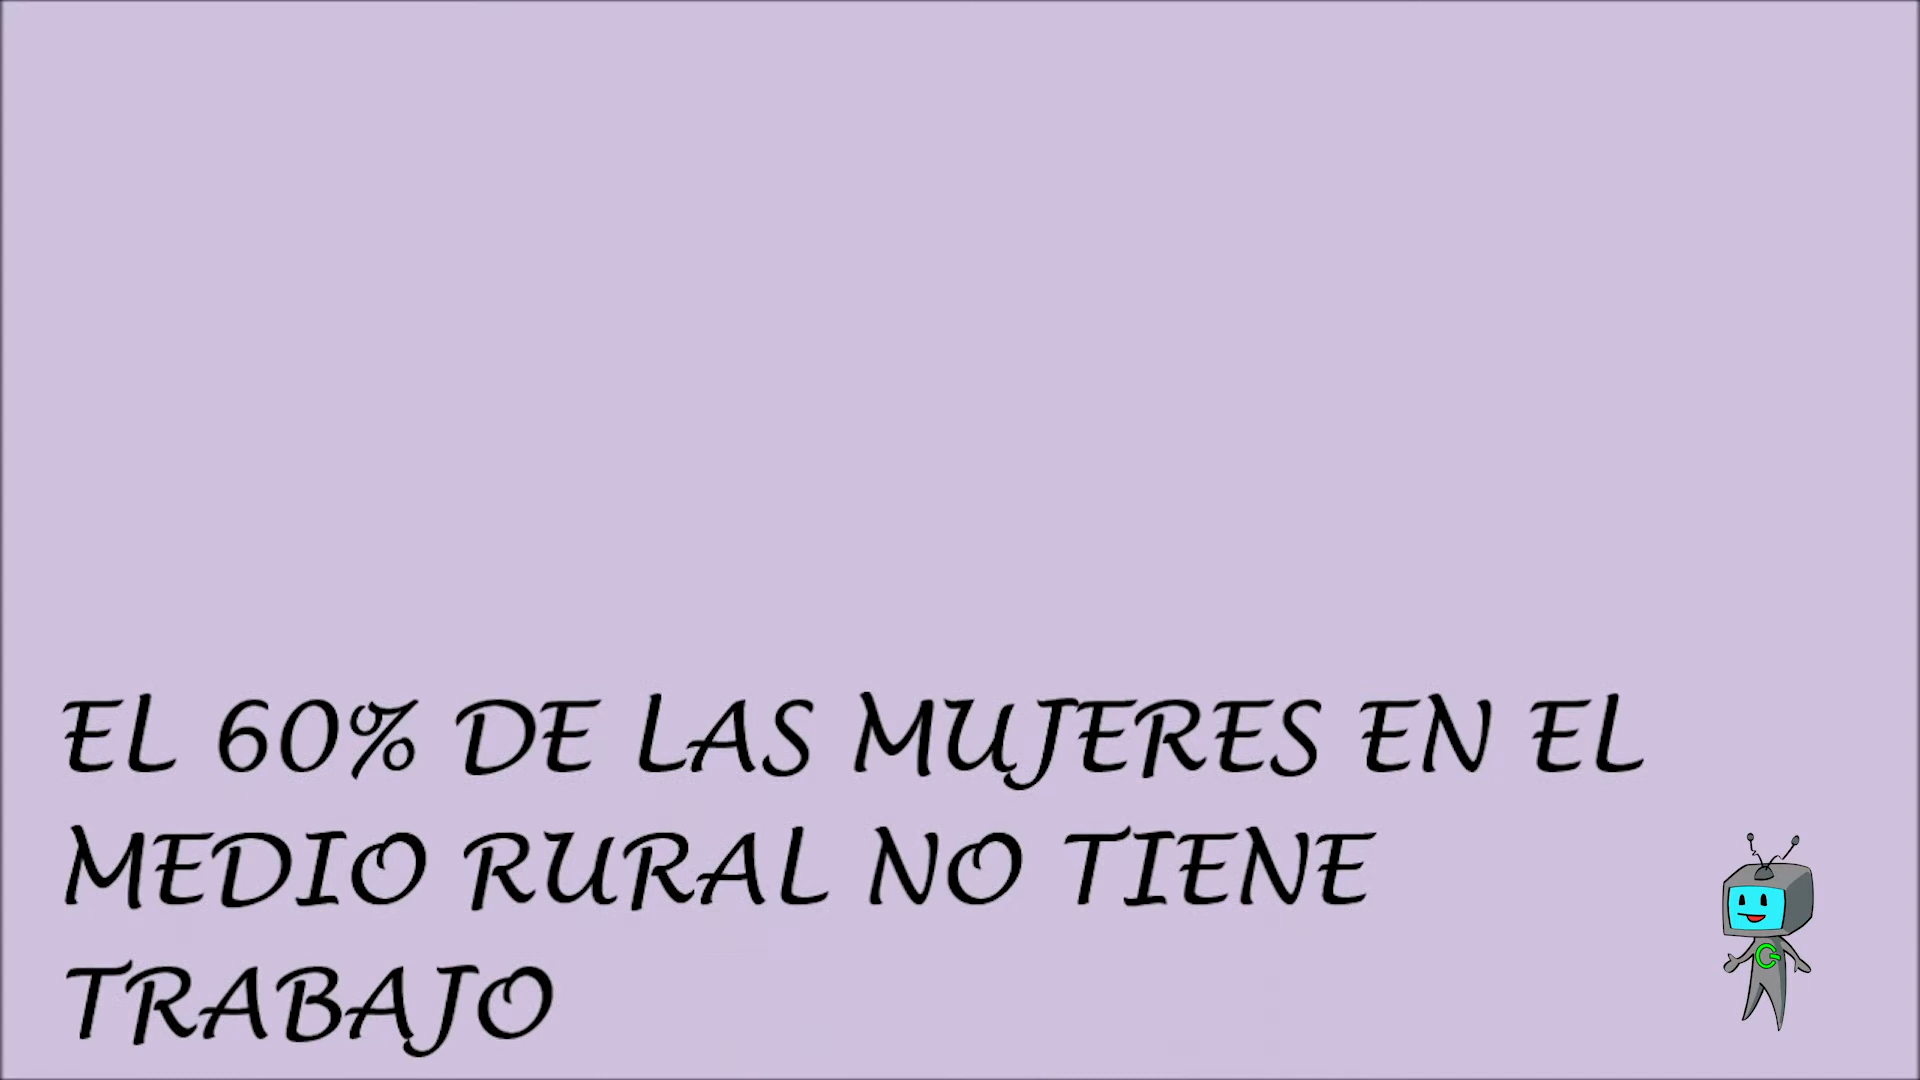 EL 60% DE LAS MUJERES EN EL
MEDIO RURAL NO TIENE
TRABAJO